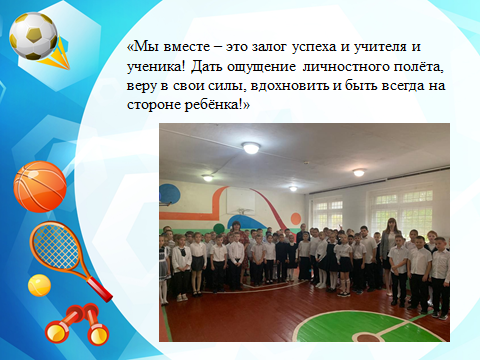 «Мы вместе – это залог успеха и учителя и
ученика! Дать ощущение личностного полёта,
веру в свои силы, вдохновить и быть всегда на
стороне ребёнка!»